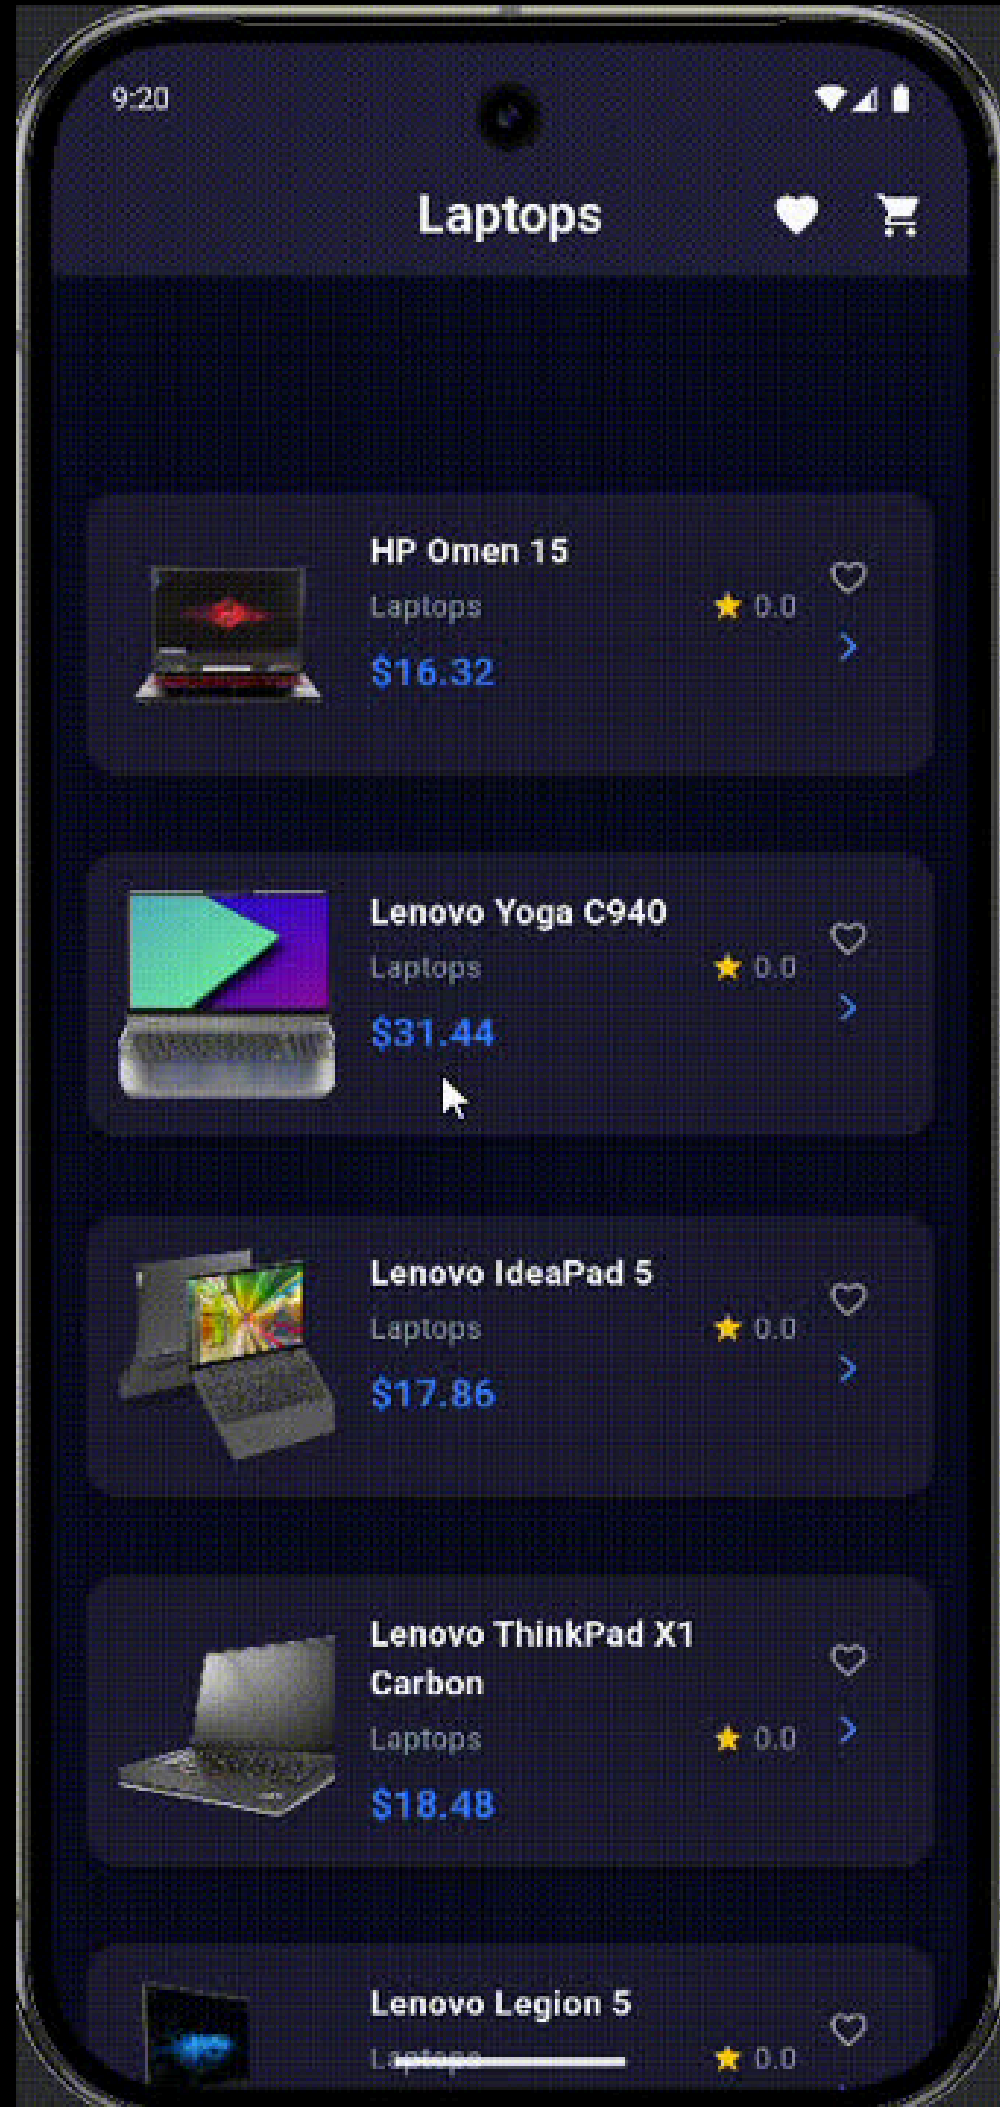 9:20
Laptops
HP Omen 15
Laptops
0.0
$16.32
Lenovo Yoga C940
Laptops
0.0
$31.44
Lenovo IdeaPad 5
Laptops
0.0
$17.86
Lenovo ThinkPad X1
Carbon
Laptops
0.0
$18.48
Lenovo Legion 5
Laptops
0.0